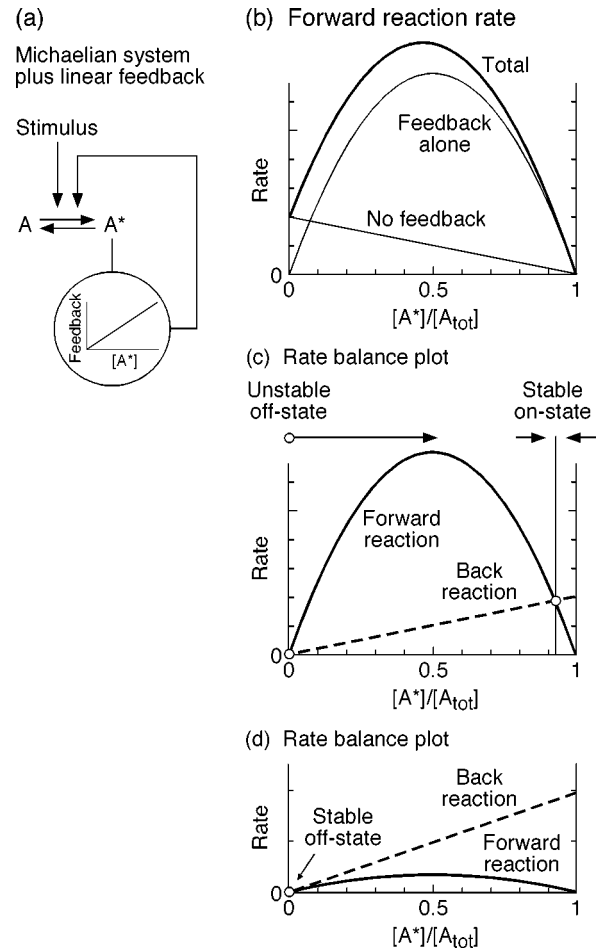 (a)
Michaelian system
plus linear feedback
Stimulus
A
A*
Feedback
[A*]
(b) Forward reaction rate
Total
Feedback
alone
No feedback
Rate
0
0
0.5
1
[A*]/[Atot]
(c) Rate balance plot
Unstable
off-state
Stable
on-state
Forward
reaction
Back
reaction
Rate
0
0
0.5
1
[A*]/[Atot]
(d) Rate balance plot
Back
reaction
Stable
off-state
Forward
reaction
Rate
0
0
0.5
1
[A*]/[Atot]